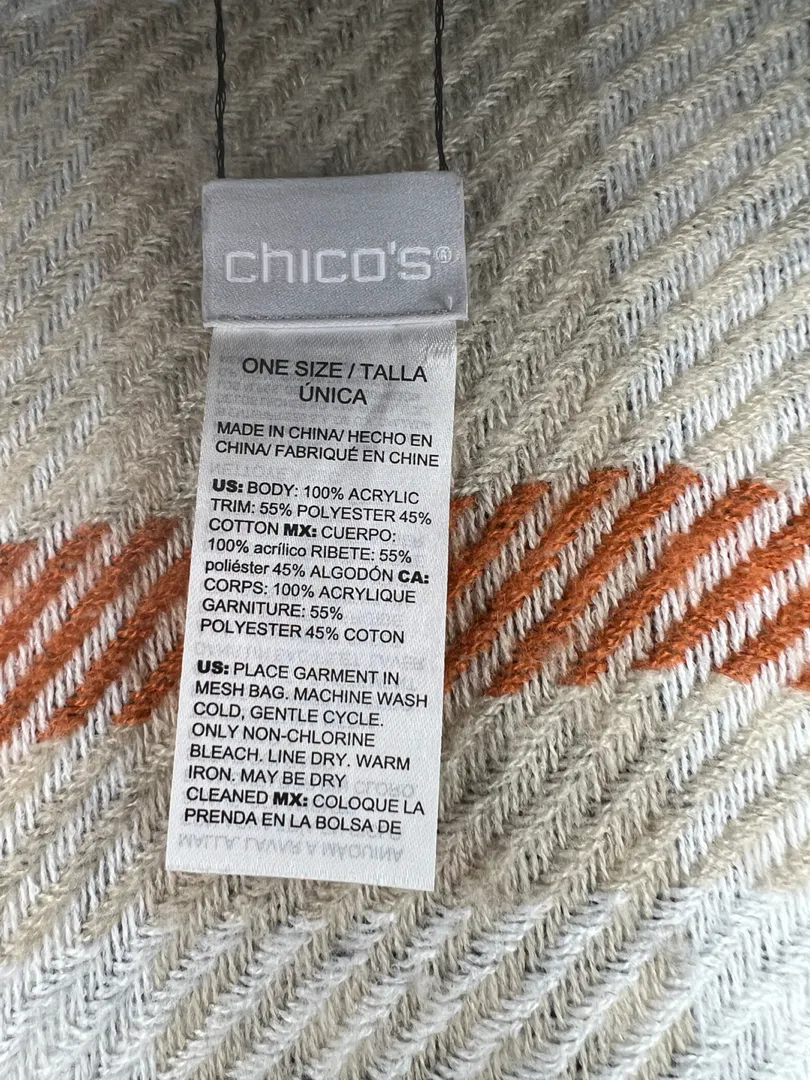 chico's®
ONE SIZE / TALLA
ÚNICA
MADE IN CHINA/ HECHO EN
CHINA/ FABRIQUÉ EN CHINE
US: BODY: 100% ACRYLIC
TRIM: 55% POLYESTER 45%
COTTON MX: CUERPO:
100% acrílico RIBETE: 55%
poliéster 45% ALGODÓN CA:
CORPS: 100% ACRYLIQUE
GARNITURE: 55%
POLYESTER 45% COTON
US: PLACE GARMENT IN
MESH BAG. MACHINE WASH
COLD, GENTLE CYCLE.
ONLY NON-CHLORINE
BLEACH. LINE DRY. WARM
IRON. MAY BE DRY
CLEANED MX: COLOQUE LA
PRENDA EN LA BOLSA DE
MALLA. LAVAR A MÁQUINA